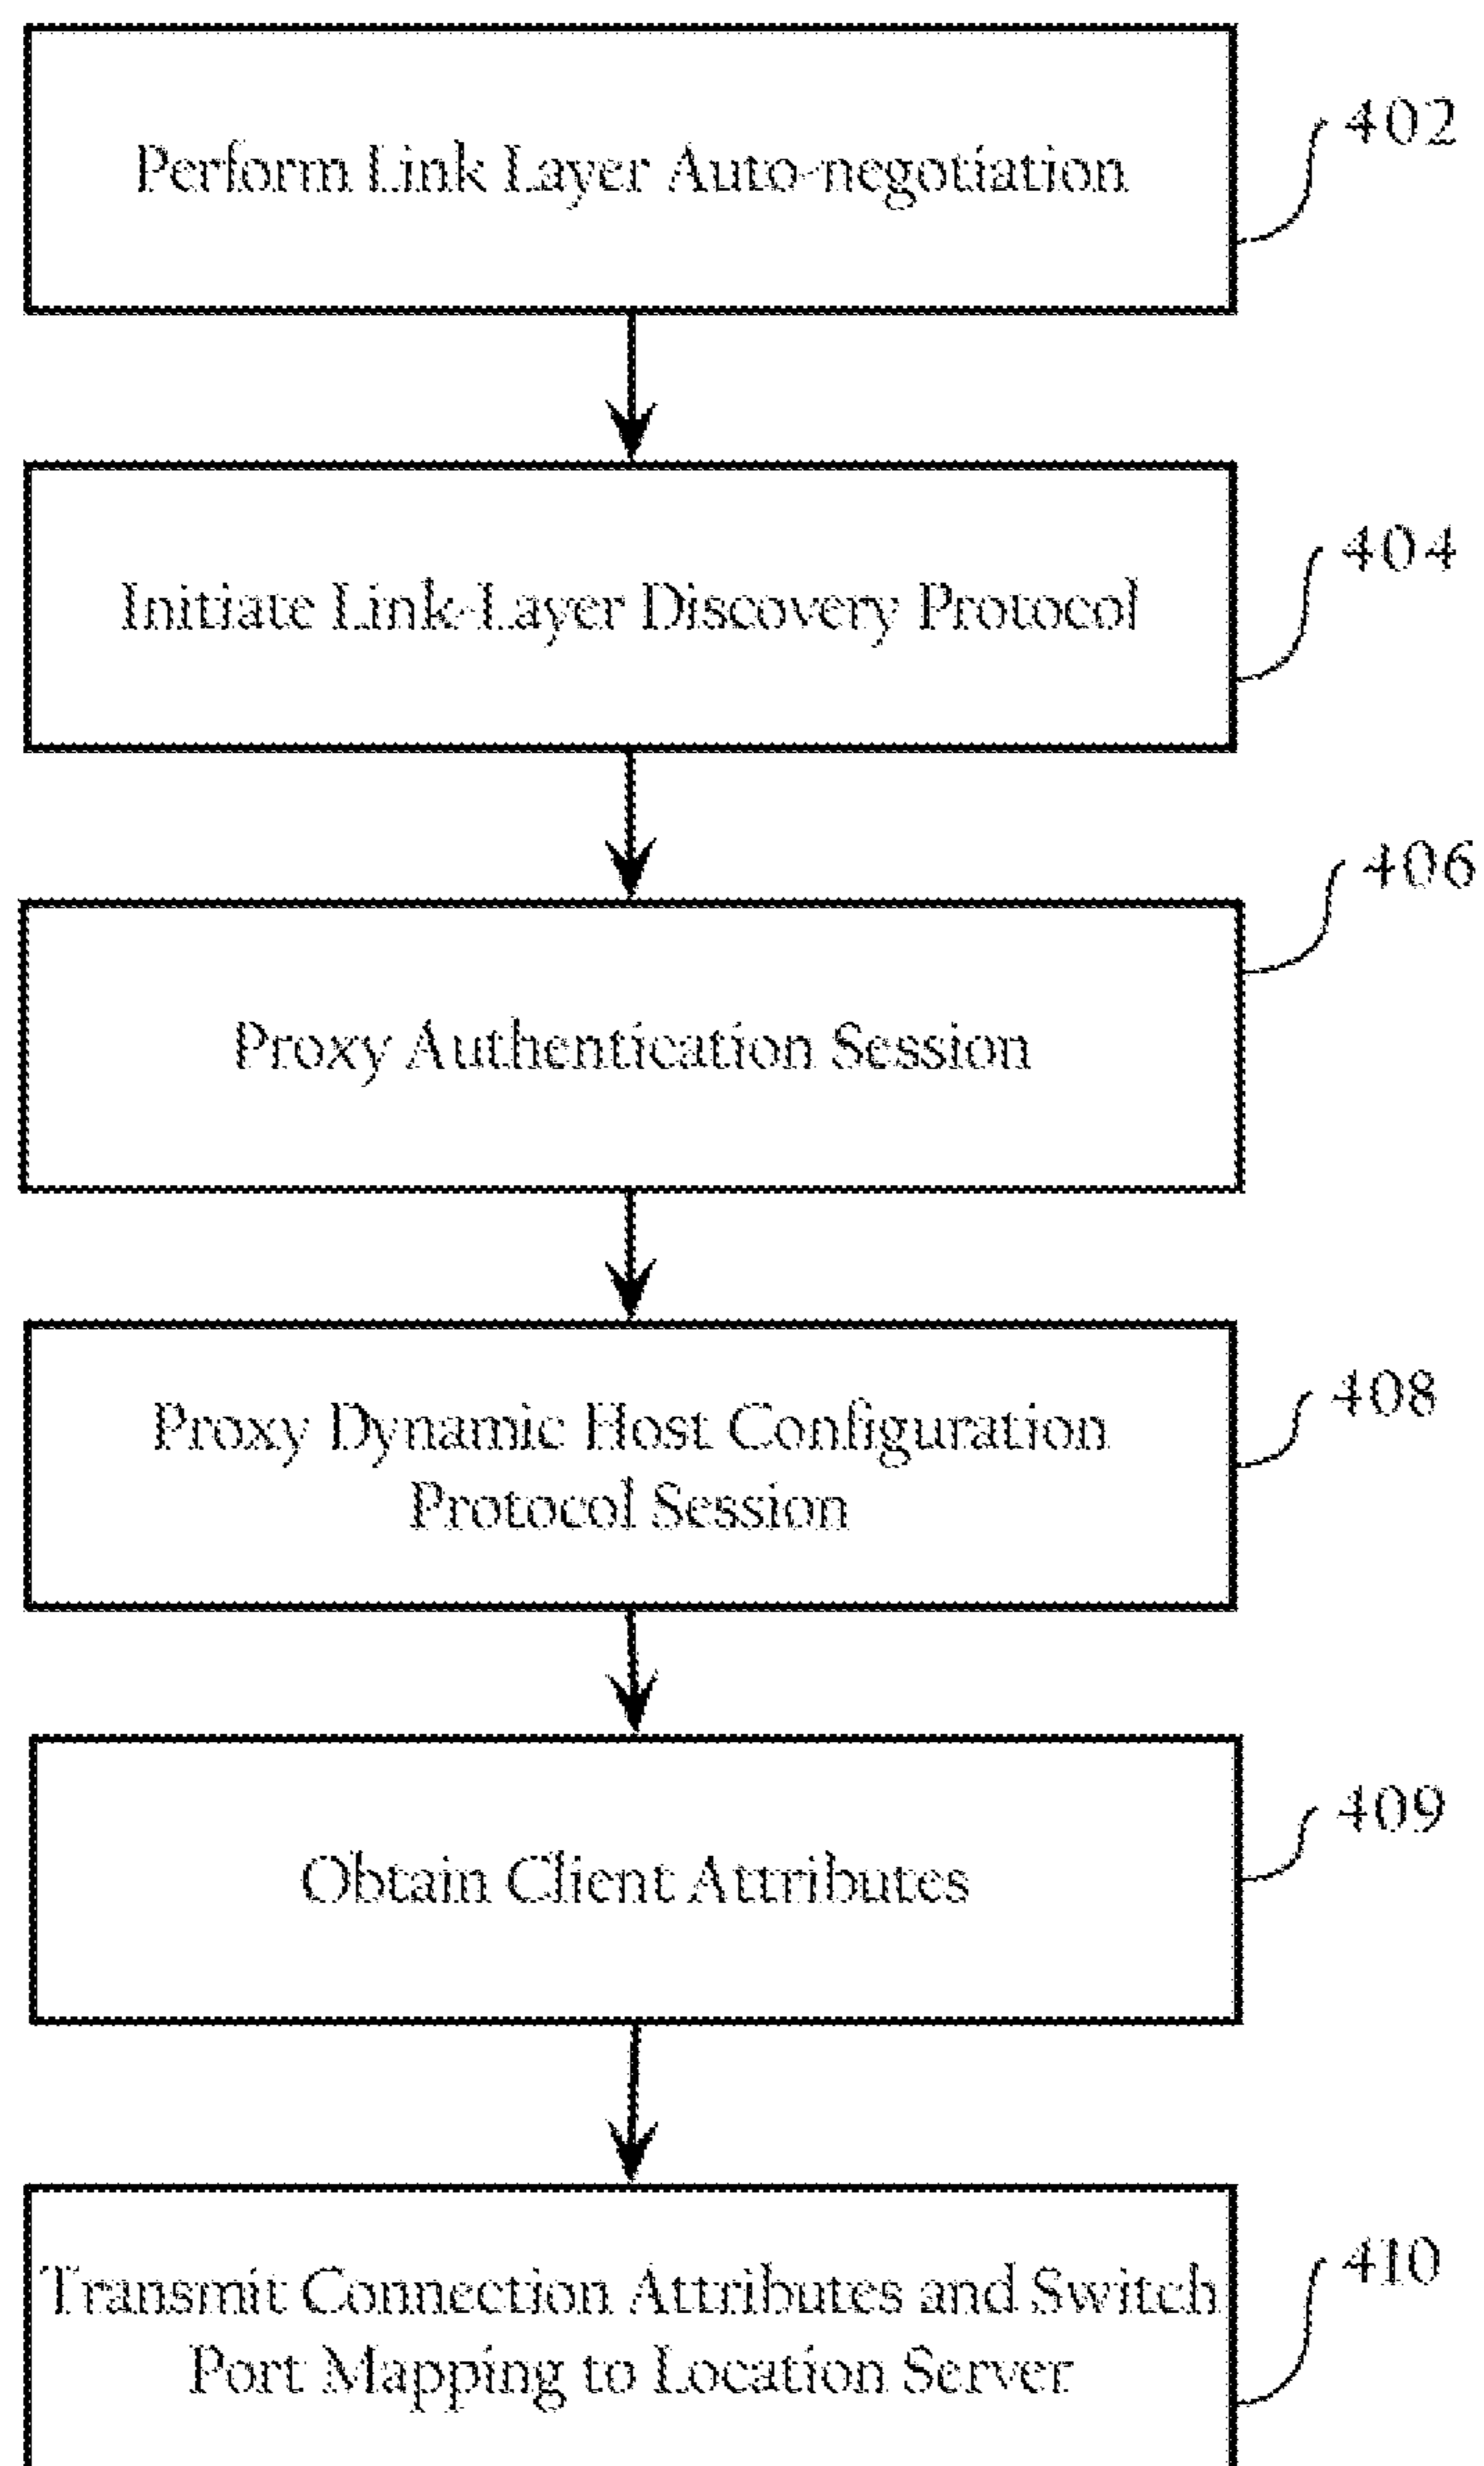 Perform Link Layer Auto-negotiation
402
Initiate Link-Layer Discovery Protocol
404
406
Proxy Authentication Session
408
Proxy Dynamic Host Configuration
Protocol Session
409
Obtain Client Attributes
410
Transmit Connection Attributes and Switch
Port Mapping to Location Server